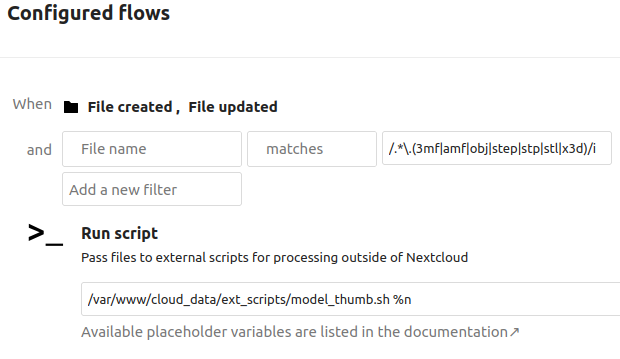 Configured flows
When File created , File updated
and File name matches /.*\.(3mf|amf|obj|step|stp|stl|x3d)/i
Add a new filter
>_ Run script
Pass files to external scripts for processing outside of Nextcloud
/var/www/cloud_data/ext_scripts/model_thumb.sh %n
Available placeholder variables are listed in the documentation↗